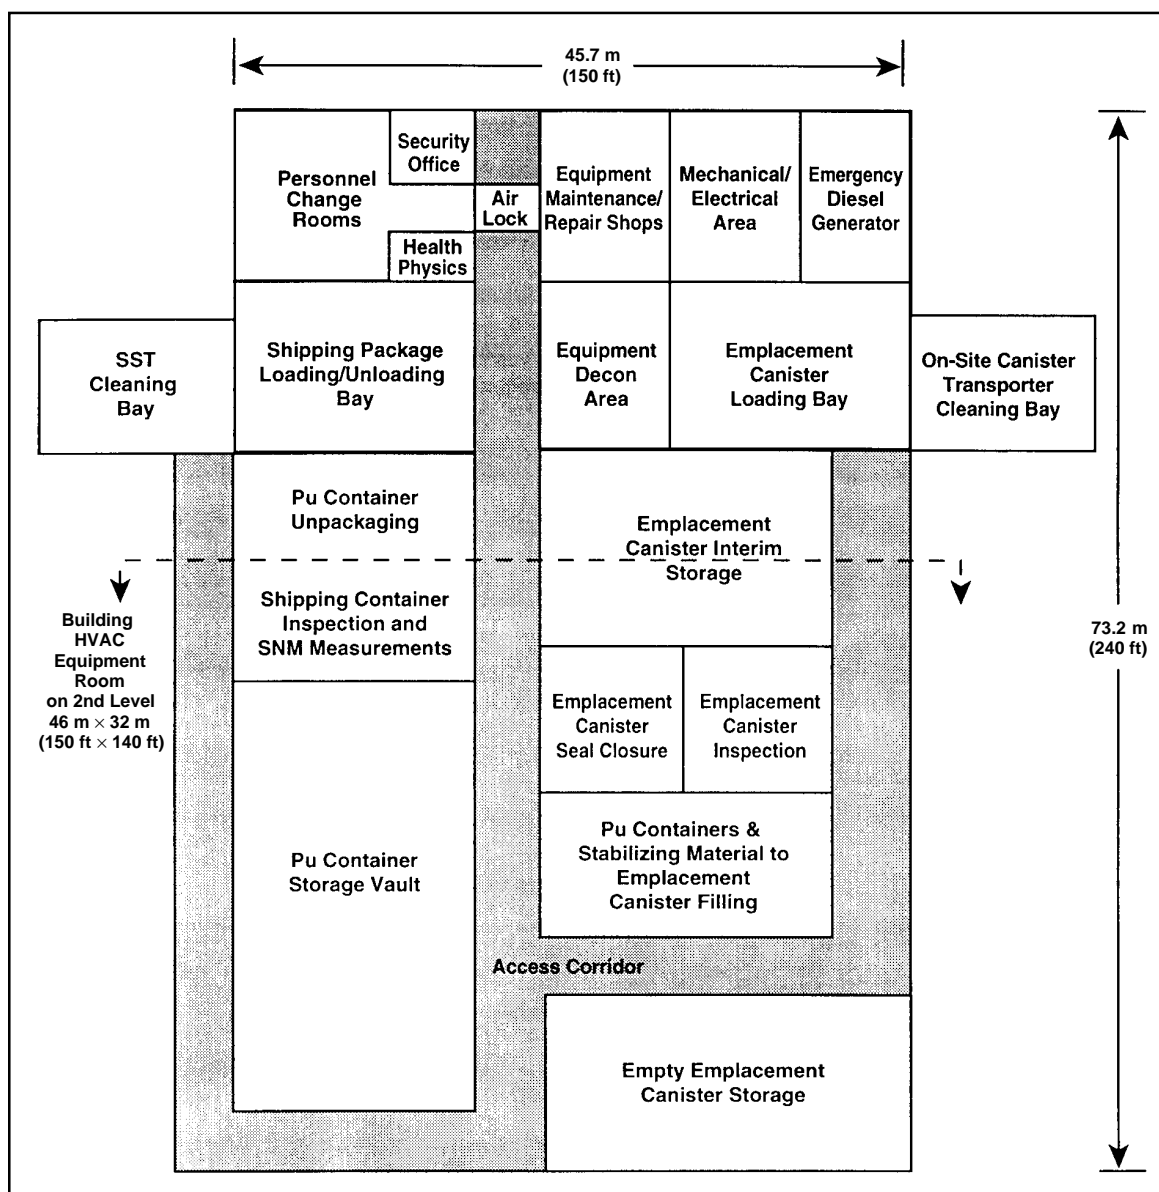 45.7 m
(150 ft)
Security
Office
Personnel
Change
Rooms
Air
Lock
Health
Physics
Equipment
Maintenance/
Repair Shops
Mechanical/
Electrical
Area
Emergency
Diesel
Generator
SST
Cleaning
Bay
Shipping Package
Loading/Unloading
Bay
Equipment
Decon
Area
Emplacement
Canister
Loading Bay
On-Site Canister
Transporter
Cleaning Bay
Pu Container
Unpackaging
Emplacement
Canister Interim
Storage
Shipping Container
Inspection and
SNM Measurements
Building
HVAC
Equipment
Room
on 2nd Level
46 m × 32 m
(150 ft × 140 ft)
73.2 m
(240 ft)
Emplacement
Canister
Seal Closure
Emplacement
Canister
Inspection
Pu Container
Storage Vault
Pu Containers &
Stabilizing Material to
Emplacement
Canister Filling
Access Corridor
Empty Emplacement
Canister Storage